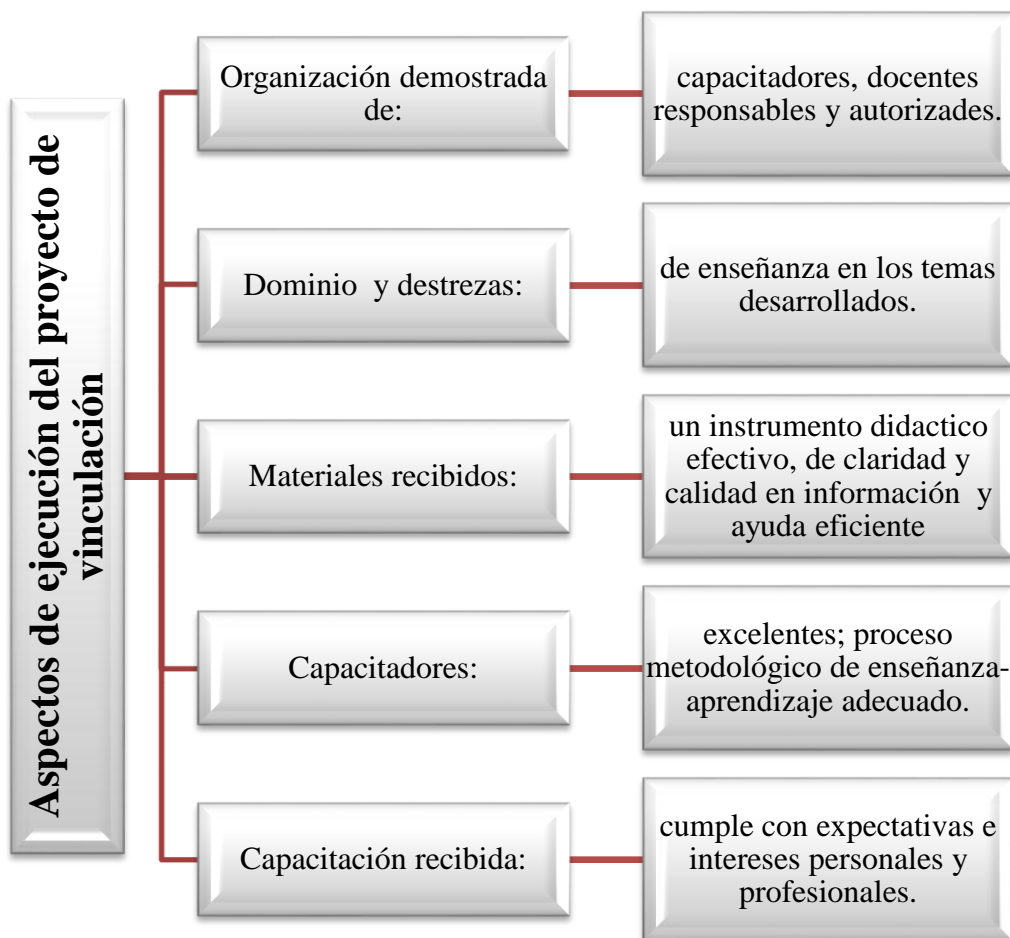 Aspectos de ejecución del proyecto de
vinculación
Organización demostrada
de:
capacitadores, docentes
responsables y autorizades.
Dominio y destrezas:
de enseñanza en los temas
desarrollados.
Materiales recibidos:
un instrumento didactico
efectivo, de claridad y
calidad en información y
ayuda eficiente
Capacitadores:
excelentes; proceso
metodológico de enseñanza-
aprendizaje adecuado.
Capacitación recibida:
cumple con expectativas e
intereses personales y
profesionales.